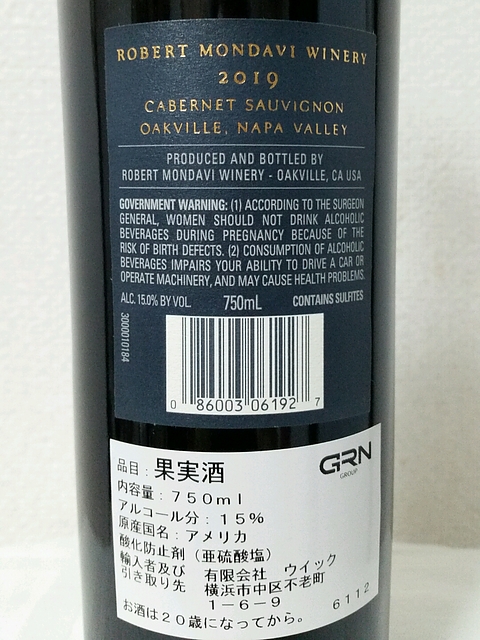 ROBERT MONDAVI WINERY
2019
CABERNET SAUVIGNON
OAKVILLE, NAPA VALLEY
PRODUCED AND BOTTLED BY
ROBERT MONDAVI WINERY - OAKVILLE, CA USA
GOVERNMENT WARNING: (1) ACCORDING TO THE SURGEON
GENERAL, WOMEN SHOULD NOT DRINK ALCOHOLIC
BEVERAGES DURING PREGNANCY BECAUSE OF THE
RISK OF BIRTH DEFECTS. (2) CONSUMPTION OF ALCOHOLIC
BEVERAGES IMPAIRS YOUR ABILITY TO DRIVE A CAR OR
OPERATE MACHINERY, AND MAY CAUSE HEALTH PROBLEMS.
ALC. 15.0% BY VOL. 750mL CONTAINS SULFITES
3000010184
0 86003 06192 7
GRN
GROUP
品目:果実酒
内容量:750ml
アルコール分:15%
原産国名:アメリカ
酸化防止剤(亜硫酸塩)
輸入者及び 有限会社 ウイック
引き取り先 横浜市中区不老町
1-6-9
お酒は20歳になってから。 6112